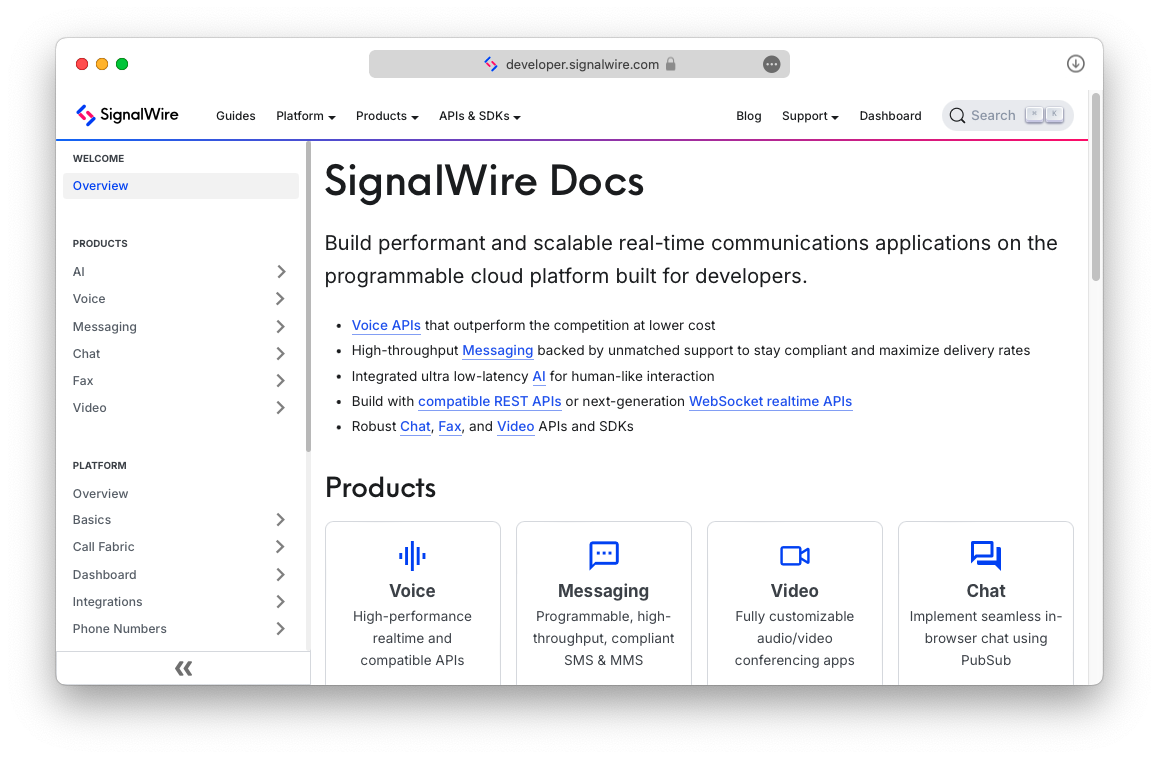 developer.signalwire.com
SignalWire
Guides
Platform
Products
APIs & SDKs
Blog
Support
Dashboard
Search
⌘ K
WELCOME
Overview
PRODUCTS
AI
Voice
Messaging
Chat
Fax
Video
PLATFORM
Overview
Basics
Call Fabric
Dashboard
Integrations
Phone Numbers
SignalWire Docs
Build performant and scalable real-time communications applications on the
programmable cloud platform built for developers.
• Voice APIs that outperform the competition at lower cost
• High-throughput Messaging backed by unmatched support to stay compliant and maximize delivery rates
• Integrated ultra low-latency AI for human-like interaction
• Build with compatible REST APIs or next-generation WebSocket realtime APIs
• Robust Chat, Fax, and Video APIs and SDKs
Products
Voice
High-performance
realtime and
compatible APIs
Messaging
Programmable, high-
throughput, compliant
SMS & MMS
Video
Fully customizable
audio/video
conferencing apps
Chat
Implement seamless in-
browser chat using
PubSub